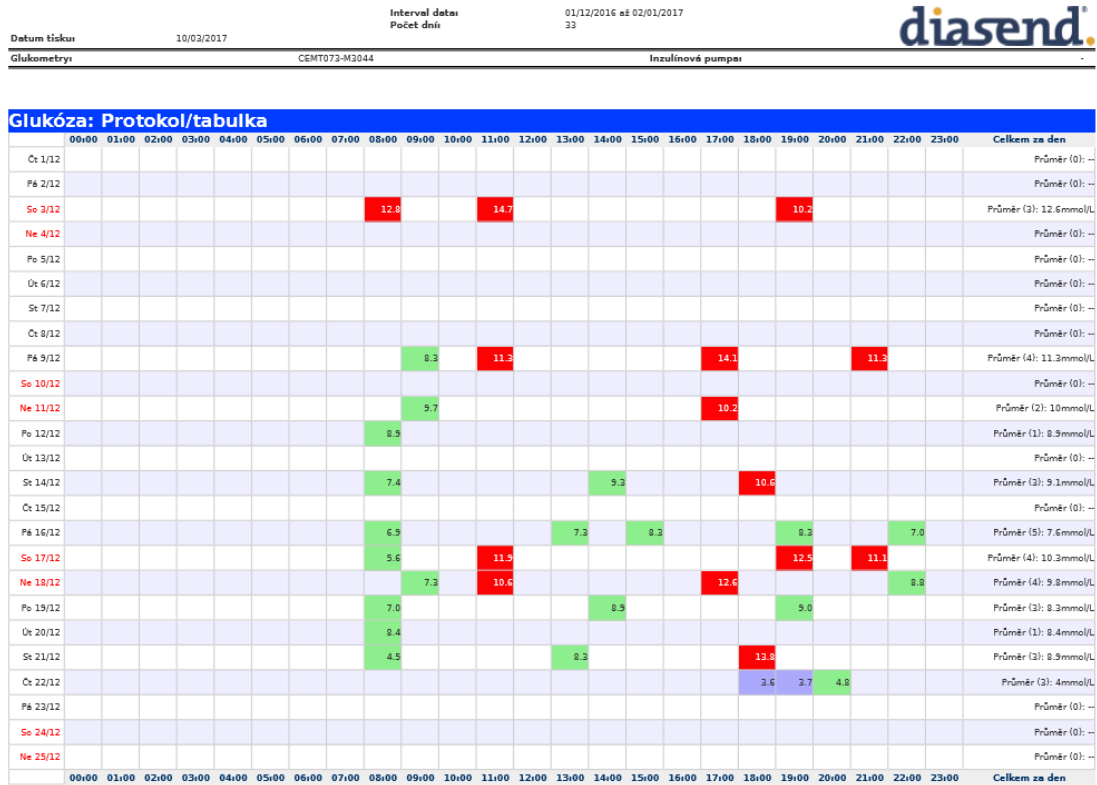 Interval data: 01/12/2016 až 02/01/2017
Počet dní: 33
diasend
Datum tisku: 10/03/2017
Glukometry: CEMT073-M3044 Inzulínová pumpa: -
Glukóza: Protokol/tabulka
00:00 01:00 02:00 03:00 04:00 05:00 06:00 07:00 08:00 09:00 10:00 11:00 12:00 13:00 14:00 15:00 16:00 17:00 18:00 19:00 20:00 21:00 22:00 23:00 Celkem za den
Čt 1/12 Průměr (0): --
Pá 2/12 Průměr (0): --
So 3/12 12.8 14.7 10.2 Průměr (3): 12.6mmol/L
Ne 4/12 Průměr (0): --
Po 5/12 Průměr (0): --
Út 6/12 Průměr (0): --
St 7/12 Průměr (0): --
Čt 8/12 Průměr (0): --
Pá 9/12 8.3 11.3 14.1 11.3 Průměr (4): 11.3mmol/L
So 10/12 Průměr (0): --
Ne 11/12 9.7 10.2 Průměr (2): 10mmol/L
Po 12/12 8.9 Průměr (1): 8.9mmol/L
Út 13/12 Průměr (0): --
St 14/12 7.4 9.3 10.6 Průměr (3): 9.1mmol/L
Čt 15/12 Průměr (0): --
Pá 16/12 6.9 7.3 8.3 8.3 7.0 Průměr (5): 7.6mmol/L
So 17/12 5.6 11.9 12.5 11.1 Průměr (4): 10.3mmol/L
Ne 18/12 7.3 10.6 12.6 8.8 Průměr (4): 9.8mmol/L
Po 19/12 7.0 8.9 9.0 Průměr (3): 8.3mmol/L
Út 20/12 8.4 Průměr (1): 8.4mmol/L
St 21/12 4.5 8.3 13.8 Průměr (3): 8.9mmol/L
Čt 22/12 3.6 3.7 4.8 Průměr (3): 4mmol/L
Pá 23/12 Průměr (0): --
So 24/12 Průměr (0): --
Ne 25/12 Průměr (0): --
00:00 01:00 02:00 03:00 04:00 05:00 06:00 07:00 08:00 09:00 10:00 11:00 12:00 13:00 14:00 15:00 16:00 17:00 18:00 19:00 20:00 21:00 22:00 23:00 Celkem za den